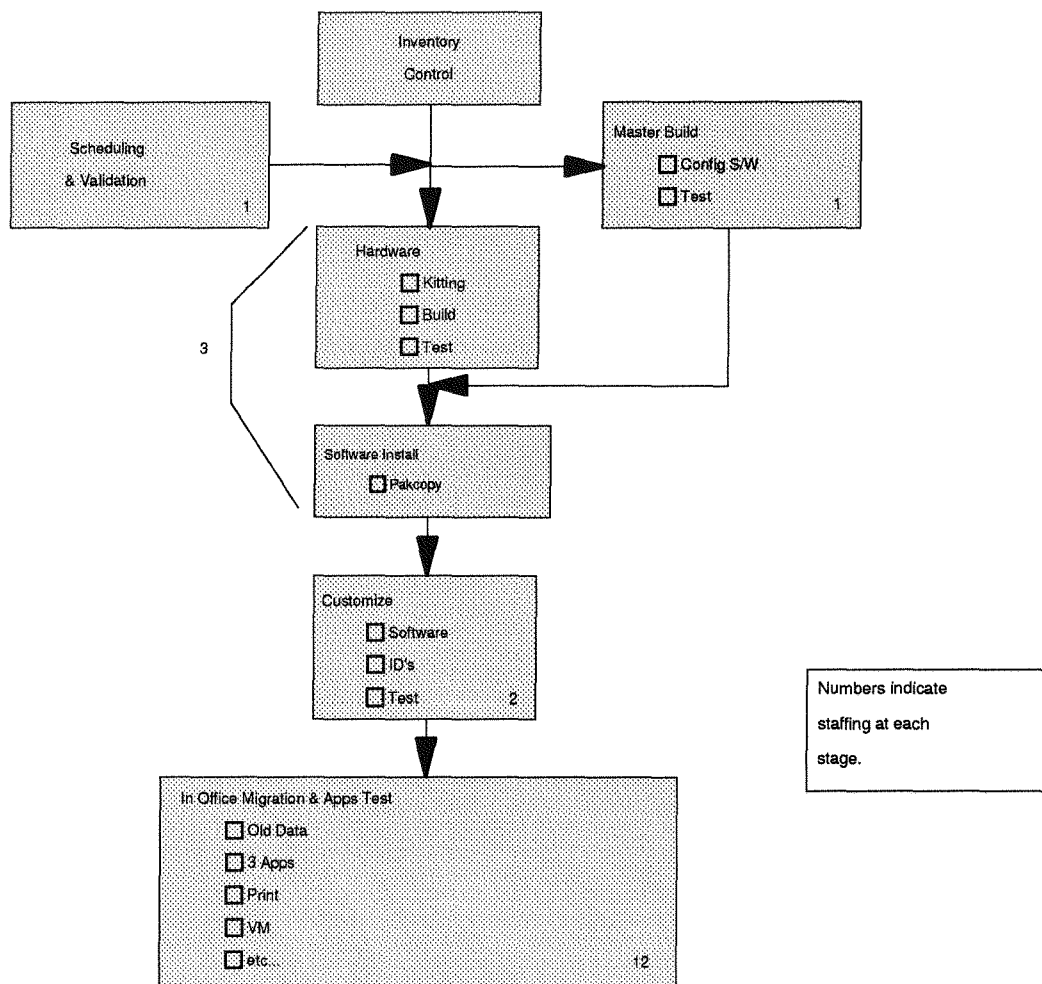 Inventory
Control
Scheduling
& Validation
1
Master Build
Config S/W
Test
1
Hardware
Kitting
Build
Test
3
Software Install
Pakcopy
Customize
Software
ID's
Test
2
Numbers indicate
staffing at each
stage.
In Office Migration & Apps Test
Old Data
3 Apps
Print
VM
etc...
12